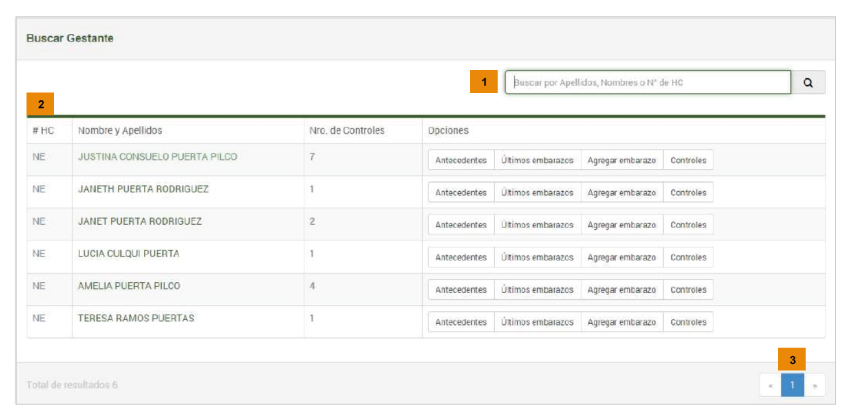 Buscar Gestante
1 Buscar por Apellidos, Nombres o N° de HC
2
# HC Nombre y Apellidos Nro. de Controles Opciones
NE JUSTINA CONSUELO PUERTA PILCO 7 Antecedentes Últimos embarazos Agregar embarazo Controles
NE JANETH PUERTA RODRIGUEZ 1 Antecedentes Últimos embarazos Agregar embarazo Controles
NE JANET PUERTA RODRIGUEZ 2 Antecedentes Últimos embarazos Agregar embarazo Controles
NE LUCIA CULQUI PUERTA 1 Antecedentes Últimos embarazos Agregar embarazo Controles
NE AMELIA PUERTA PILCO 4 Antecedentes Últimos embarazos Agregar embarazo Controles
NE TERESA RAMOS PUERTAS 1 Antecedentes Últimos embarazos Agregar embarazo Controles
3
Total de resultados 6 « 1 »